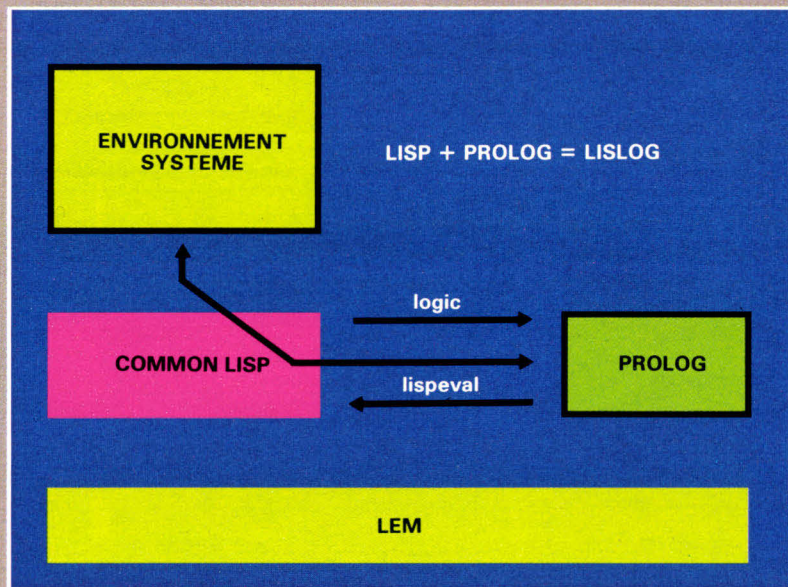 ENVIRONNEMENT
SYSTEME
LISP + PROLOG = LISLOG
logic
COMMON LISP
PROLOG
lispeval
LEM